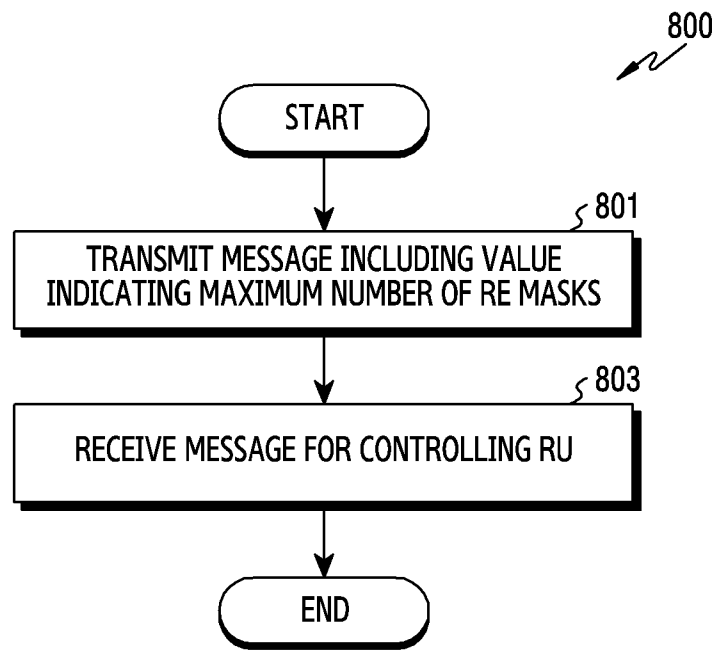 800
START
801
TRANSMIT MESSAGE INCLUDING VALUE
INDICATING MAXIMUM NUMBER OF RE MASKS
803
RECEIVE MESSAGE FOR CONTROLLING RU
END